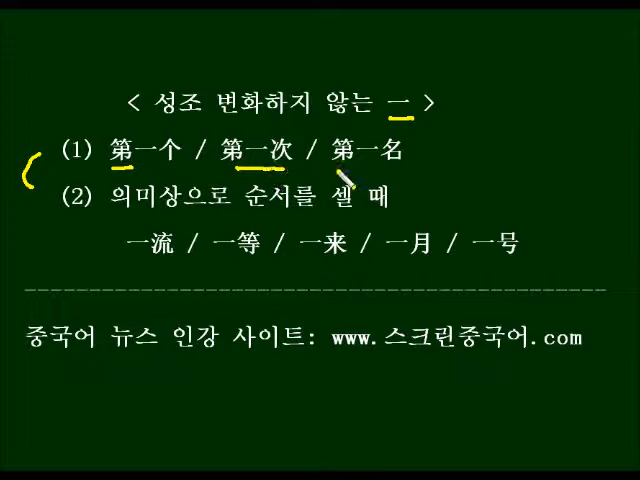 < 성조 변화하지 않는 一 >
(1) 第一个 / 第一次 / 第一名
(2) 의미상으로 순서를 셀 때
一流 / 一等 / 一来 / 一月 / 一号
중국어 뉴스 인강 사이트: www.스크린중국어.com